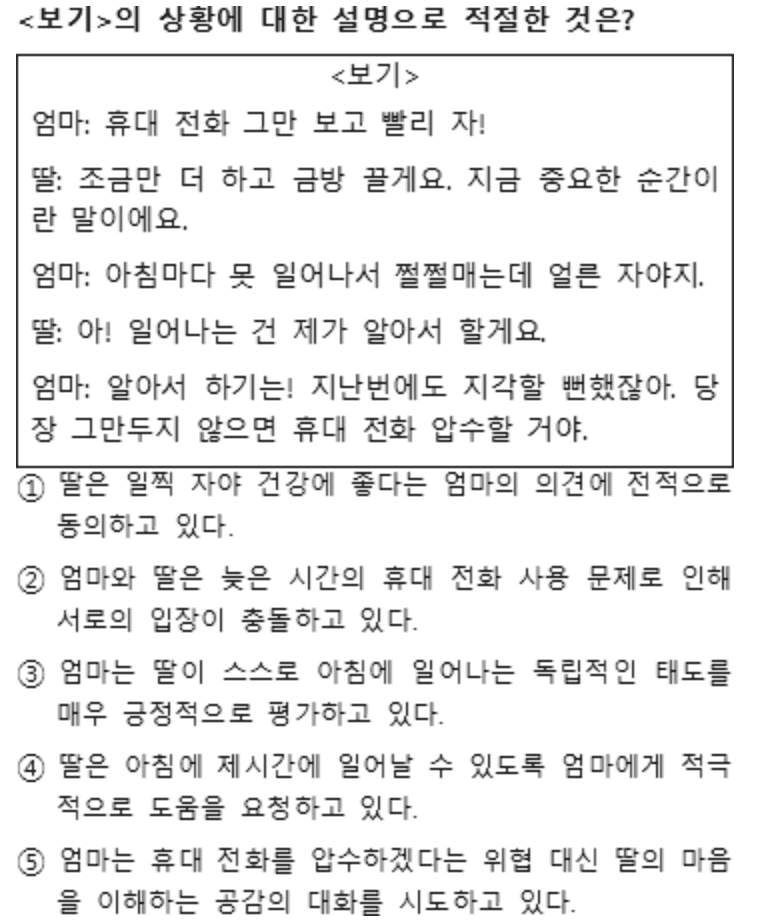 <보기>의 상황에 대한 설명으로 적절한 것은?
<보기>
엄마: 휴대 전화 그만 보고 빨리 자!
딸: 조금만 더 하고 금방 끌게요. 지금 중요한 순간이
란 말이에요.
엄마: 아침마다 못 일어나서 쩔쩔매는데 얼른 자야지.
딸: 아! 일어나는 건 제가 알아서 할게요.
엄마: 알아서 하기는! 지난번에도 지각할 뻔했잖아. 당
장 그만두지 않으면 휴대 전화 압수할 거야.
① 딸은 일찍 자야 건강에 좋다는 엄마의 의견에 전적으로
동의하고 있다.
② 엄마와 딸은 늦은 시간의 휴대 전화 사용 문제로 인해
서로의 입장이 충돌하고 있다.
③ 엄마는 딸이 스스로 아침에 일어나는 독립적인 태도를
매우 긍정적으로 평가하고 있다.
④ 딸은 아침에 제시간에 일어날 수 있도록 엄마에게 적극
적으로 도움을 요청하고 있다.
⑤ 엄마는 휴대 전화를 압수하겠다는 위협 대신 딸의 마음
을 이해하는 공감의 대화를 시도하고 있다.